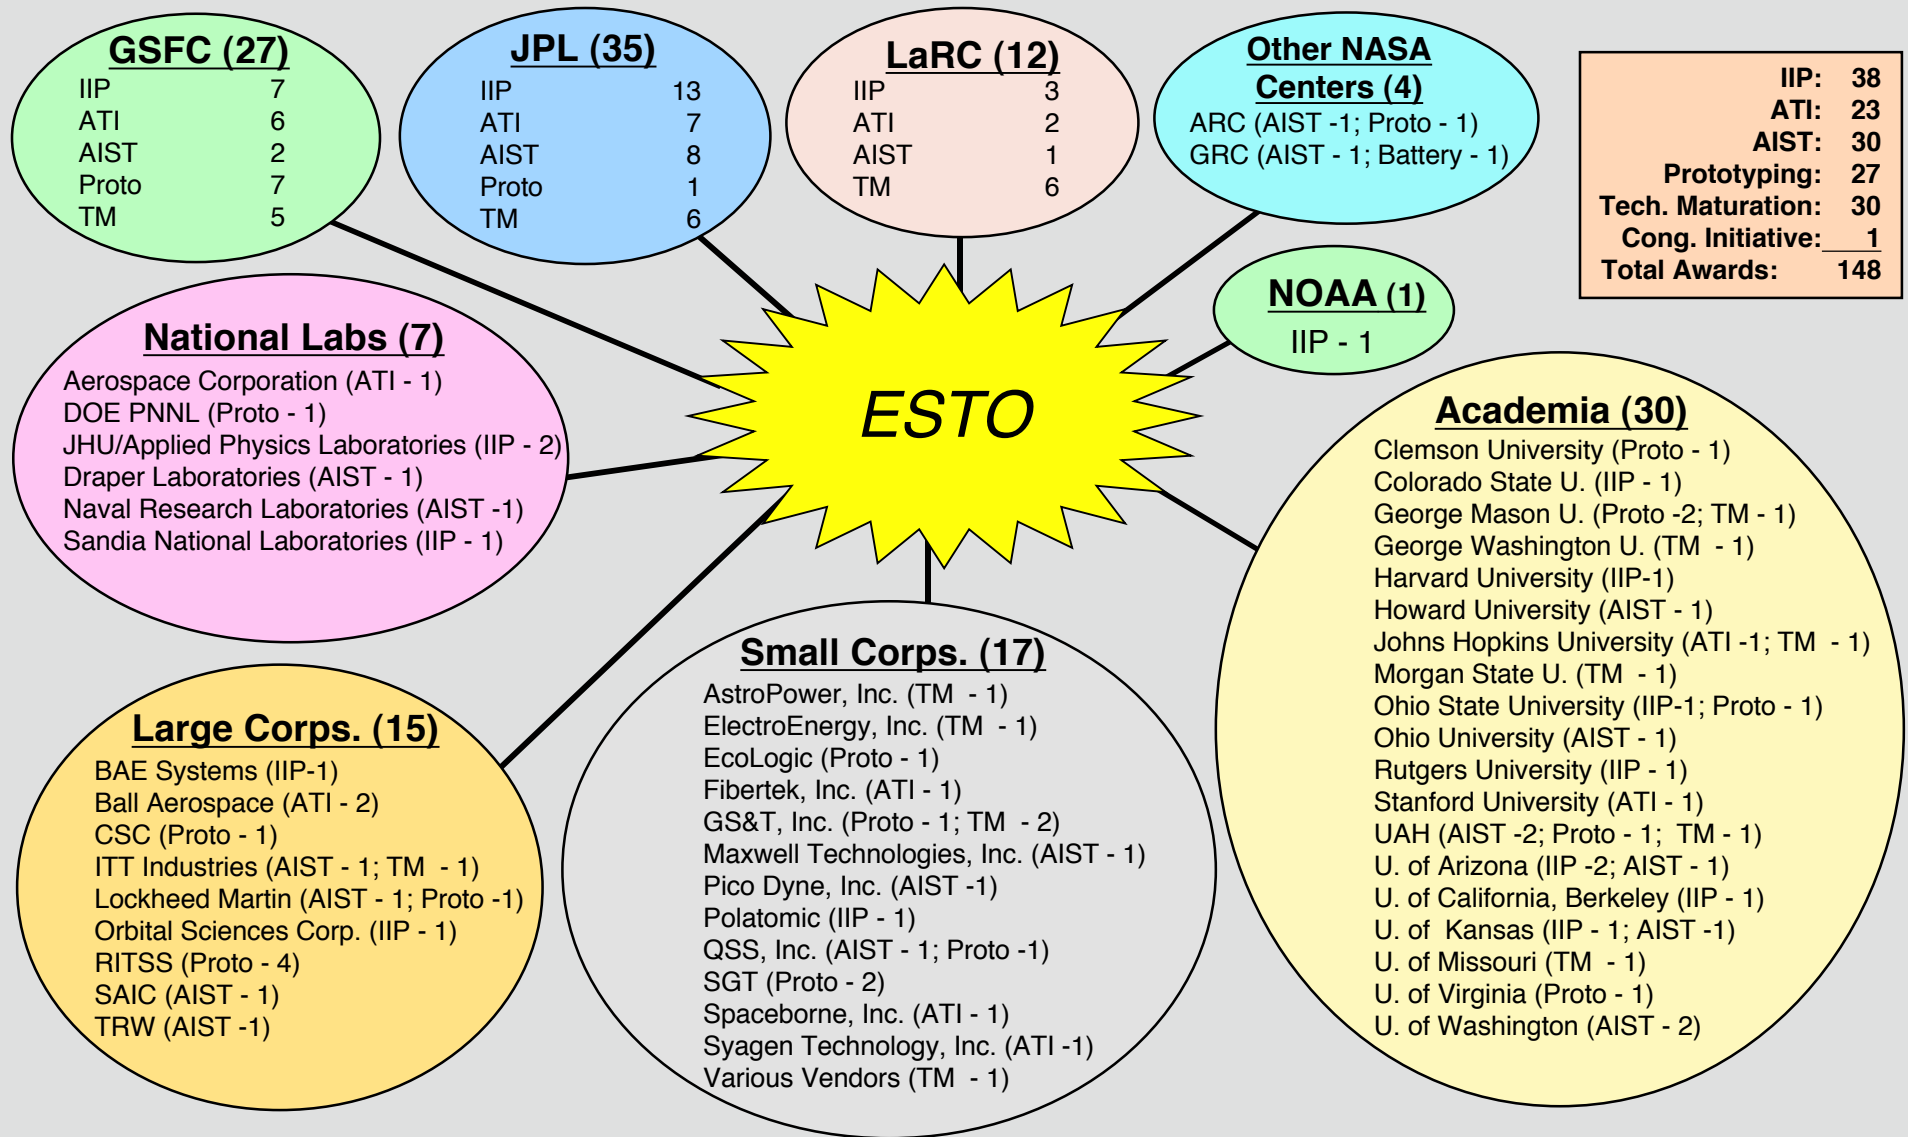 GSFC (27)
IIP 7
ATI 6
AIST 2
Proto 7
TM 5
JPL (35)
IIP 13
ATI 7
AIST 8
Proto 1
TM 6
LaRC (12)
IIP 3
ATI 2
AIST 1
TM 6
Other NASA
Centers (4)
ARC (AIST -1; Proto - 1)
GRC (AIST - 1; Battery - 1)
IIP: 38
ATI: 23
AIST: 30
Prototyping: 27
Tech. Maturation: 30
Cong. Initiative: 1
Total Awards: 148
NOAA (1)
IIP - 1
National Labs (7)
Aerospace Corporation (ATI - 1)
DOE PNNL (Proto - 1)
JHU/Applied Physics Laboratories (IIP - 2)
Draper Laboratories (AIST - 1)
Naval Research Laboratories (AIST -1)
Sandia National Laboratories (IIP - 1)
ESTO
Academia (30)
Clemson University (Proto - 1)
Colorado State U. (IIP - 1)
George Mason U. (Proto -2; TM - 1)
George Washington U. (TM - 1)
Harvard University (IIP-1)
Howard University (AIST - 1)
Johns Hopkins University (ATI -1; TM - 1)
Morgan State U. (TM - 1)
Ohio State University (IIP-1; Proto - 1)
Ohio University (AIST - 1)
Rutgers University (IIP - 1)
Stanford University (ATI - 1)
UAH (AIST -2; Proto - 1; TM - 1)
U. of Arizona (IIP -2; AIST - 1)
U. of California, Berkeley (IIP - 1)
U. of Kansas (IIP - 1; AIST -1)
U. of Missouri (TM - 1)
U. of Virginia (Proto - 1)
U. of Washington (AIST - 2)
Large Corps. (15)
BAE Systems (IIP-1)
Ball Aerospace (ATI - 2)
CSC (Proto - 1)
ITT Industries (AIST - 1; TM - 1)
Lockheed Martin (AIST - 1; Proto -1)
Orbital Sciences Corp. (IIP - 1)
RITSS (Proto - 4)
SAIC (AIST - 1)
TRW (AIST -1)
Small Corps. (17)
AstroPower, Inc. (TM - 1)
ElectroEnergy, Inc. (TM - 1)
EcoLogic (Proto - 1)
Fibertek, Inc. (ATI - 1)
GS&T, Inc. (Proto - 1; TM - 2)
Maxwell Technologies, Inc. (AIST - 1)
Pico Dyne, Inc. (AIST -1)
Polatomic (IIP - 1)
QSS, Inc. (AIST - 1; Proto -1)
SGT (Proto - 2)
Spaceborne, Inc. (ATI - 1)
Syagen Technology, Inc. (ATI -1)
Various Vendors (TM - 1)